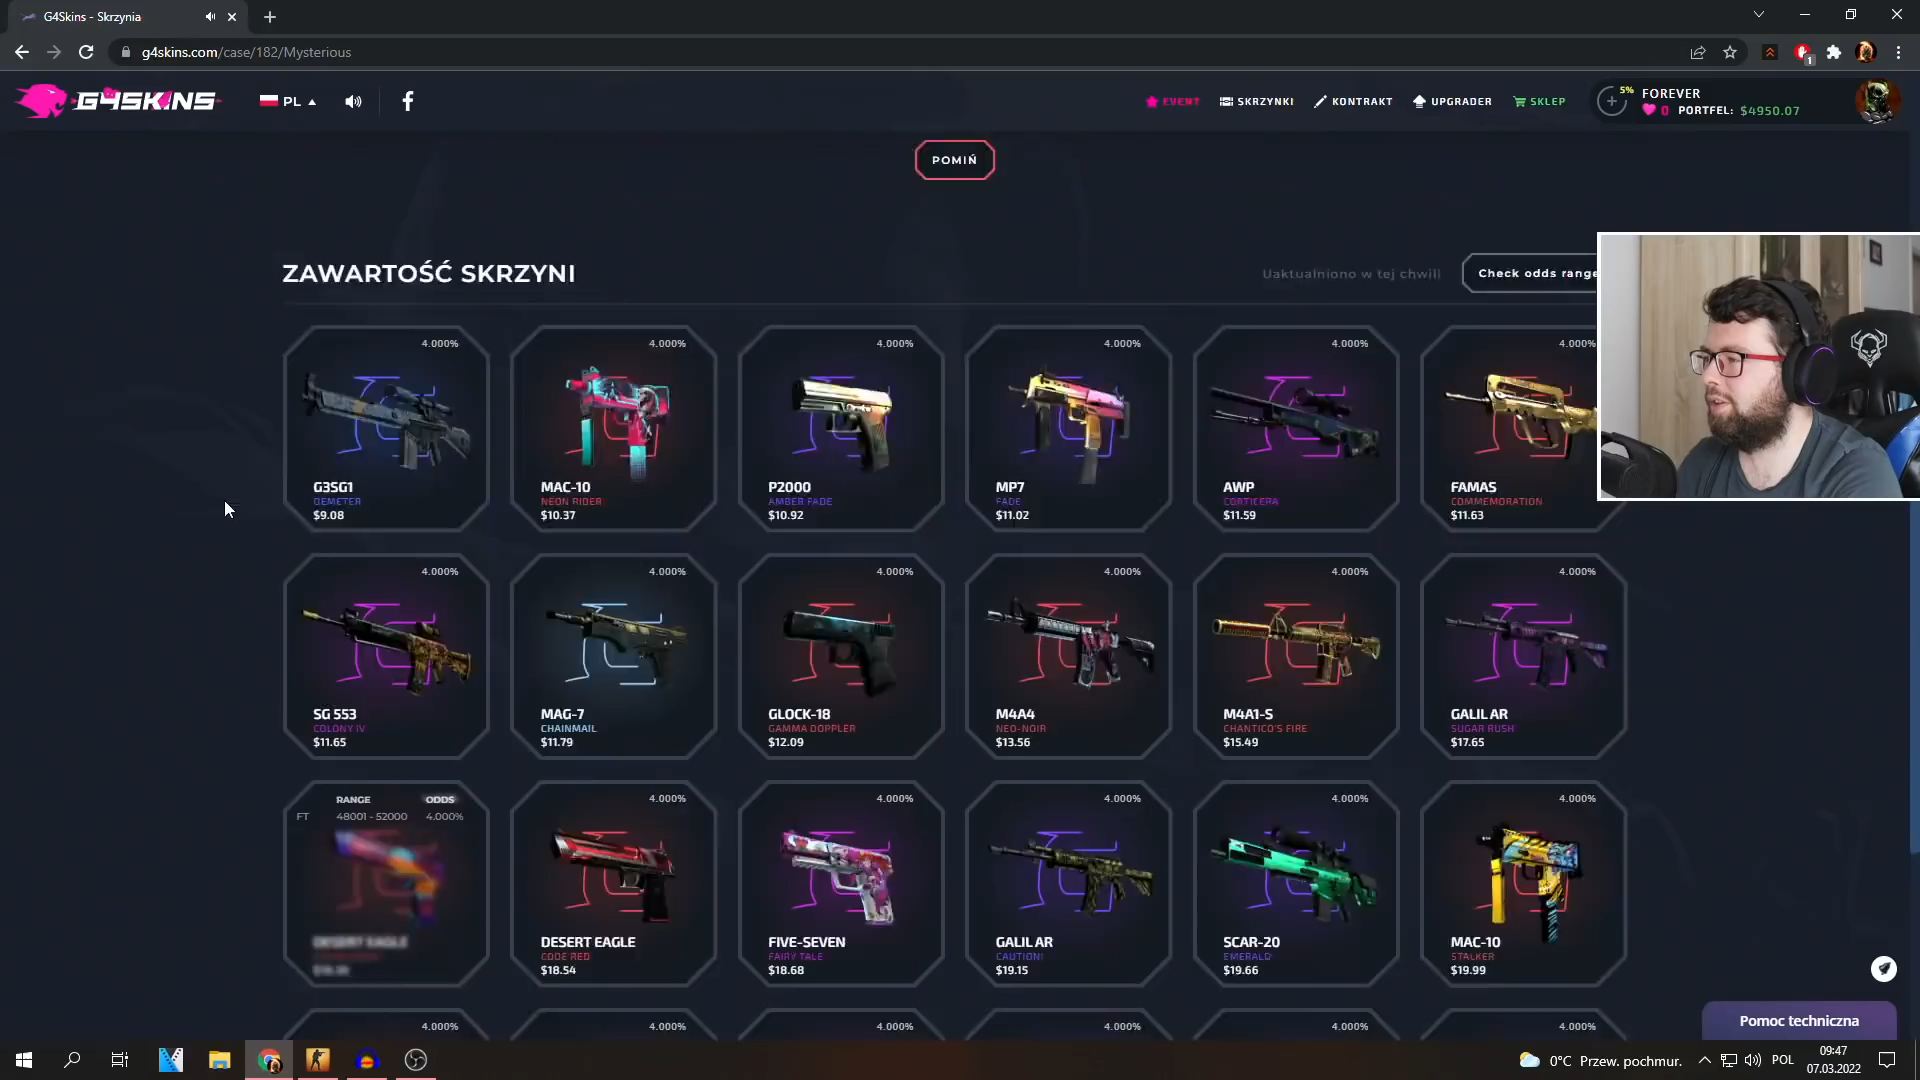 G4Skins - Skrzynia
g4skins.com/case/182/Mysterious
1
G4SKINS
PL
EVENT
SKRZYNKI
KONTRAKT
UPGRADER
SKLEP
5%
FOREVER
0 PORTFEL: $4950.07
POMIŃ
ZAWARTOŚĆ SKRZYNI
Uaktualniono w tej chwili
Check odds range
4.000%
G3SG1
DEMETER
$9.08
4.000%
MAC-10
NEON RIDER
$10.37
4.000%
P2000
AMBER FADE
$10.92
4.000%
MP7
FADE
$11.02
4.000%
AWP
CORTICERA
$11.59
4.000%
FAMAS
COMMEMORATION
$11.63
4.000%
SG 553
COLONY IV
$11.65
4.000%
MAG-7
CHAINMAIL
$11.79
4.000%
GLOCK-18
GAMMA DOPPLER
$12.09
4.000%
M4A4
NEO-NOIR
$13.56
4.000%
M4A1-S
CHANTICO'S FIRE
$15.49
4.000%
GALIL AR
SUGAR RUSH
$17.65
RANGE ODDS
FT 48001 - 52000 4.000%
DESERT EAGLE
4.000%
DESERT EAGLE
CODE RED
$18.54
4.000%
FIVE-SEVEN
FAIRY TALE
$18.68
4.000%
GALIL AR
CAUTION!
$19.15
4.000%
SCAR-20
EMERALD
$19.66
4.000%
MAC-10
STALKER
$19.99
4.000%
4.000%
4.000%
4.000%
4.000%
4.000%
Pomoc techniczna
0°C Przew. pochmur.
POL
09:47
07.03.2022